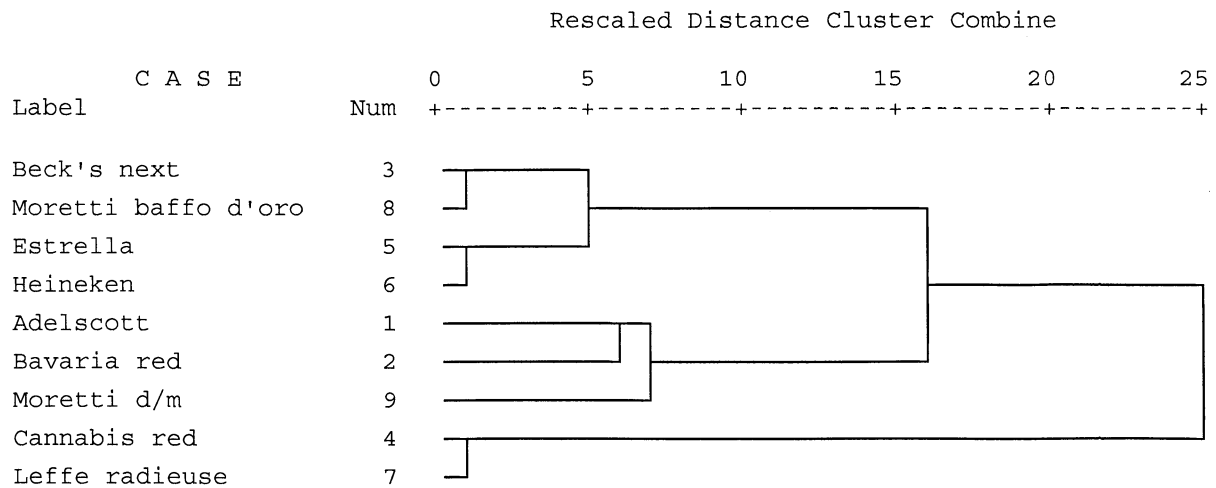 Rescaled Distance Cluster Combine
C A S E 0 5 10 15 20 25
Label Num +---------+---------+---------+---------+---------+
Beck's next 3
Moretti baffo d'oro 8
Estrella 5
Heineken 6
Adelscott 1
Bavaria red 2
Moretti d/m 9
Cannabis red 4
Leffe radieuse 7